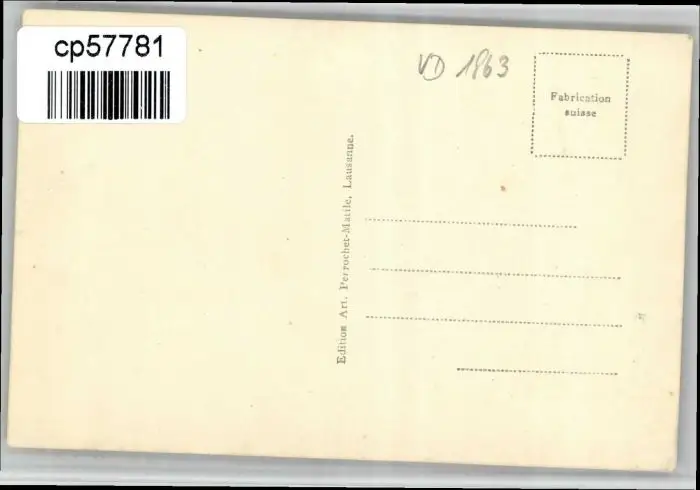 cp57781
VD 1863
Fabrication
suisse
Edition Art. Perrochet-Matile, Lausanne.